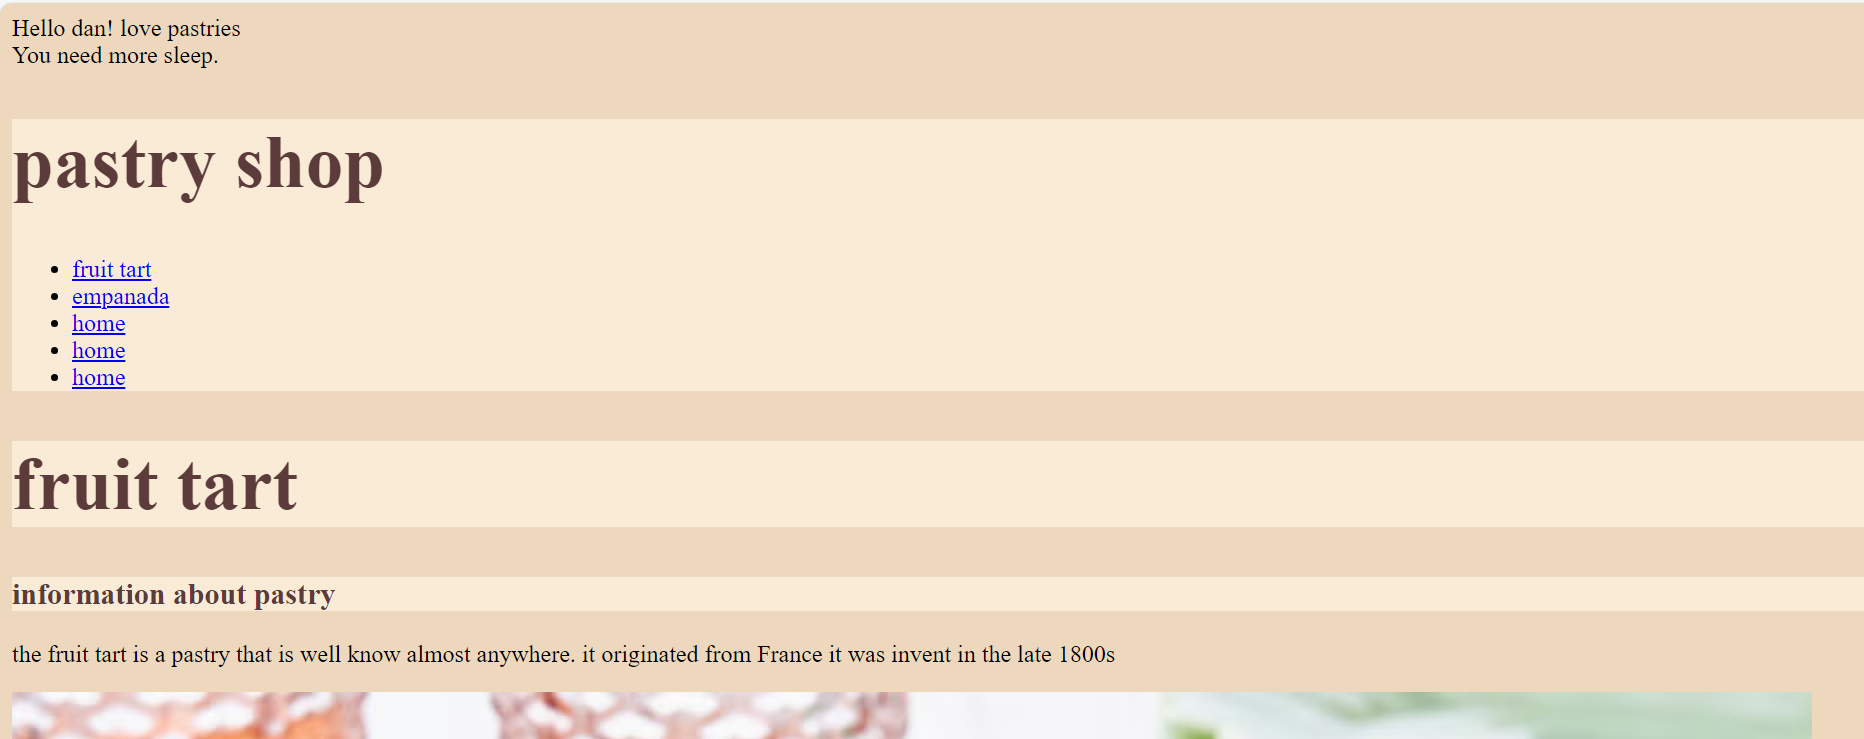 Hello dan! love pastries
You need more sleep.
pastry shop
fruit tart
empanada
home
home
home
fruit tart
information about pastry
the fruit tart is a pastry that is well know almost anywhere. it originated from France it was invent in the late 1800s